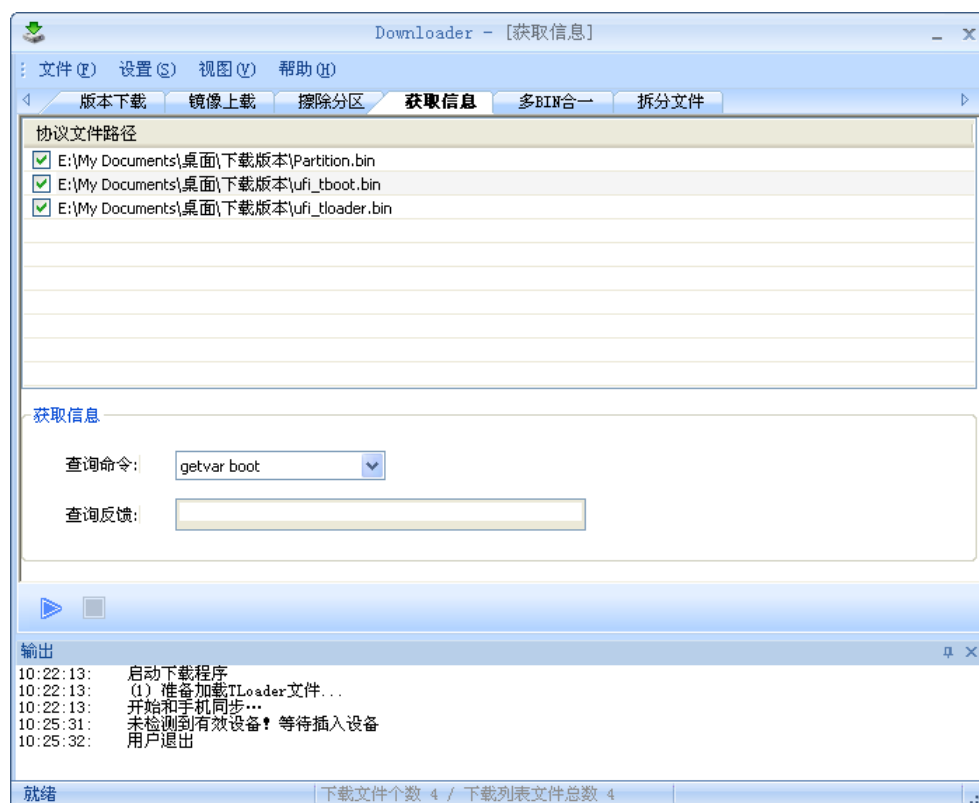 Downloader - [获取信息]
文件(F) 设置(S) 视图(V) 帮助(H)
版本下载 镜像上载 擦除分区 获取信息 多BIN合一 拆分文件
协议文件路径
E:\My Documents\桌面\下载版本\Partition.bin
E:\My Documents\桌面\下载版本\ufi_tboot.bin
E:\My Documents\桌面\下载版本\ufi_tloader.bin
获取信息
查询命令: getvar boot
查询反馈:
输出
10:22:13: 启动下载程序
10:22:13: (1) 准备加载TLoader文件...
10:22:13: 开始和手机同步…
10:25:31: 未检测到有效设备! 等待插入设备
10:25:32: 用户退出
就绪 下载文件个数 4 / 下载列表文件总数 4